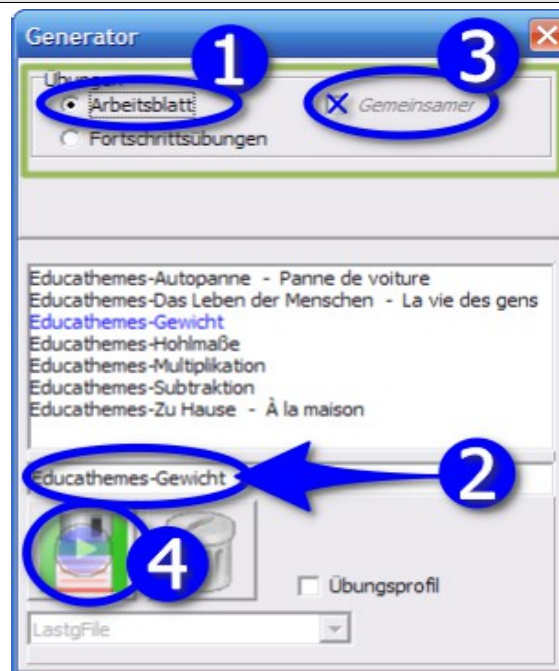 Generator
1
3
Übungen
Arbeitsblatt
Gemeinsamer
Fortschrittsübungen
Educathemes-Autopanne - Panne de voiture
Educathemes-Das Leben der Menschen - La vie des gens
Educathemes-Gewicht
Educathemes-Hohlmaße
Educathemes-Multiplikation
Educathemes-Subtraktion
Educathemes-Zu Hause - À la maison
Educathemes-Gewicht
2
4
Übungsprofil
LastgFile